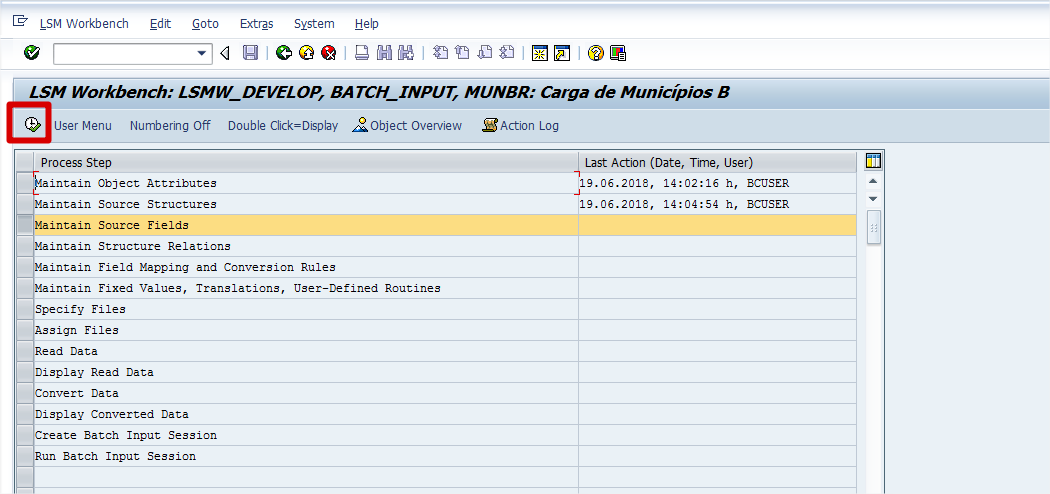 LSM Workbench Edit Goto Extras System Help
LSM Workbench: LSMW_DEVELOP, BATCH_INPUT, MUNBR: Carga de Municípios B
User Menu Numbering Off Double Click=Display Object Overview Action Log
Process Step Last Action (Date, Time, User)
Maintain Object Attributes 19.06.2018, 14:02:16 h, BCUSER
Maintain Source Structures 19.06.2018, 14:04:54 h, BCUSER
Maintain Source Fields
Maintain Structure Relations
Maintain Field Mapping and Conversion Rules
Maintain Fixed Values, Translations, User-Defined Routines
Specify Files
Assign Files
Read Data
Display Read Data
Convert Data
Display Converted Data
Create Batch Input Session
Run Batch Input Session